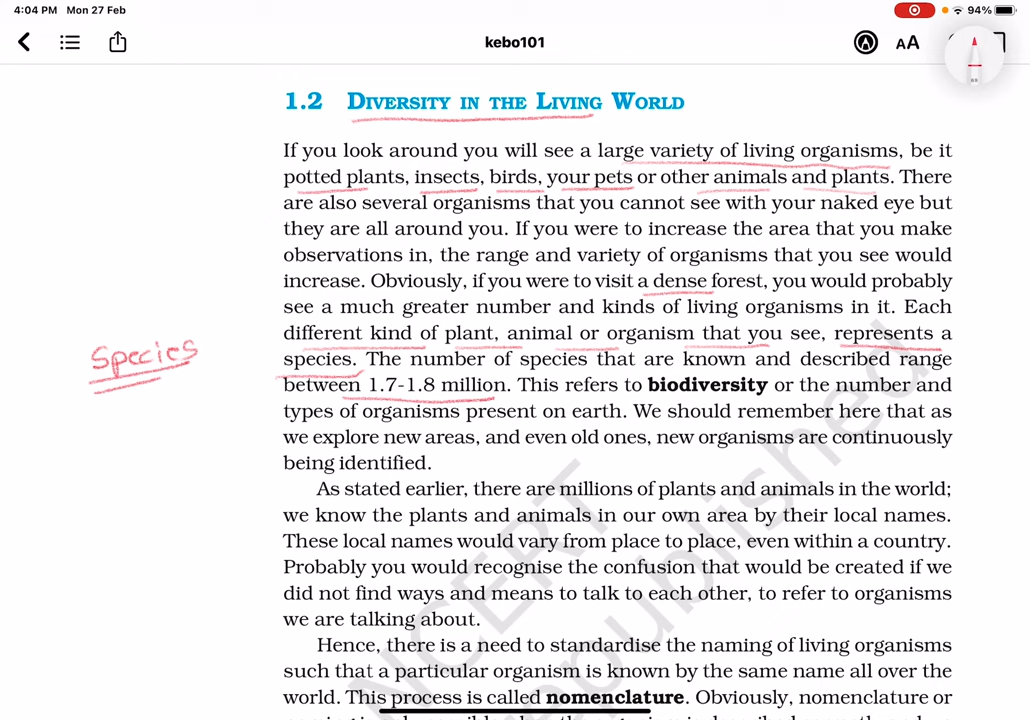 4:04 PM Mon 27 Feb
94%
kebo101
AA
1.2 DIVERSITY IN THE LIVING WORLD
If you look around you will see a large variety of living organisms, be it
potted plants, insects, birds, your pets or other animals and plants. There
are also several organisms that you cannot see with your naked eye but
they are all around you. If you were to increase the area that you make
observations in, the range and variety of organisms that you see would
increase. Obviously, if you were to visit a dense forest, you would probably
see a much greater number and kinds of living organisms in it. Each
different kind of plant, animal or organism that you see, represents a
Species
species. The number of species that are known and described range
between 1.7-1.8 million. This refers to biodiversity or the number and
types of organisms present on earth. We should remember here that as
we explore new areas, and even old ones, new organisms are continuously
being identified.
As stated earlier, there are millions of plants and animals in the world;
we know the plants and animals in our own area by their local names.
These local names would vary from place to place, even within a country.
Probably you would recognise the confusion that would be created if we
did not find ways and means to talk to each other, to refer to organisms
we are talking about.
Hence, there is a need to standardise the naming of living organisms
such that a particular organism is known by the same name all over the
world. This process is called nomenclature. Obviously, nomenclature or
NCERT
republished